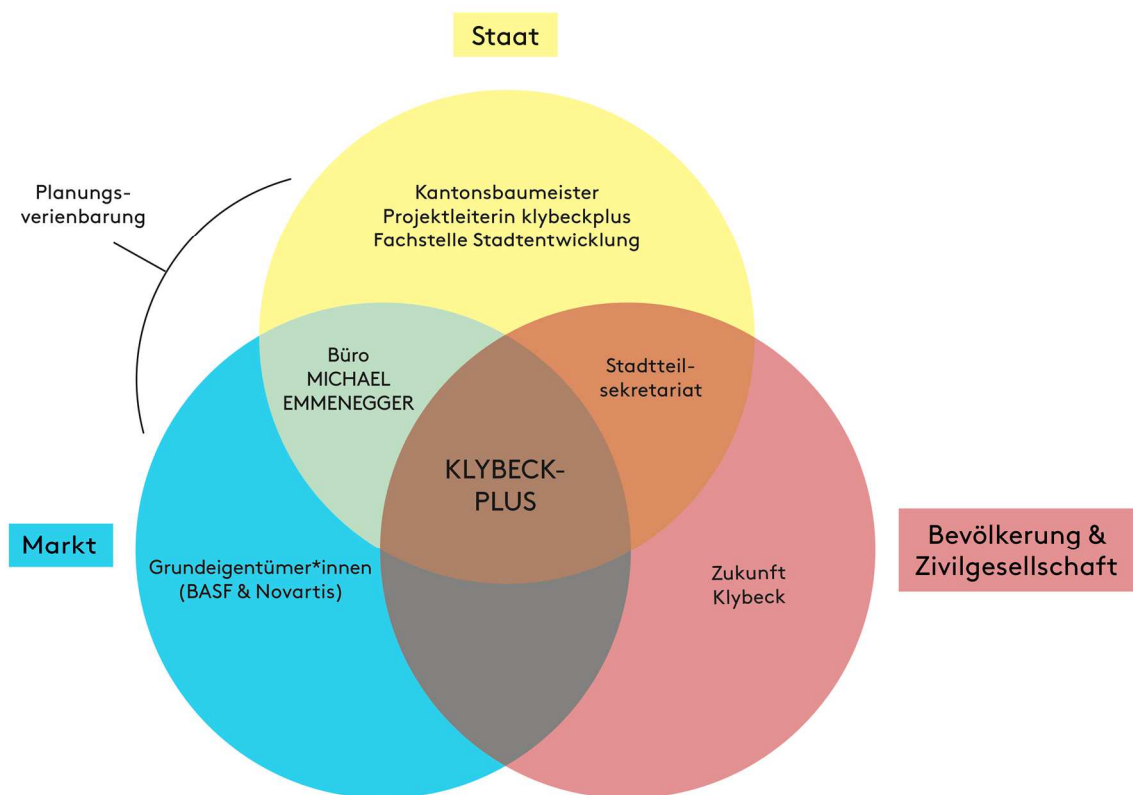 Staat
Planungs-
verienbarung
Kantonsbaumeister
Projektleiterin klybeckplus
Fachstelle Stadtentwicklung
Büro
MICHAEL
EMMENEGGER
Stadtteil-
sekretariat
KLYBECK-
PLUS
Markt
Bevölkerung &
Zivilgesellschaft
Grundeigentümer*innen
(BASF & Novartis)
Zukunft
Klybeck